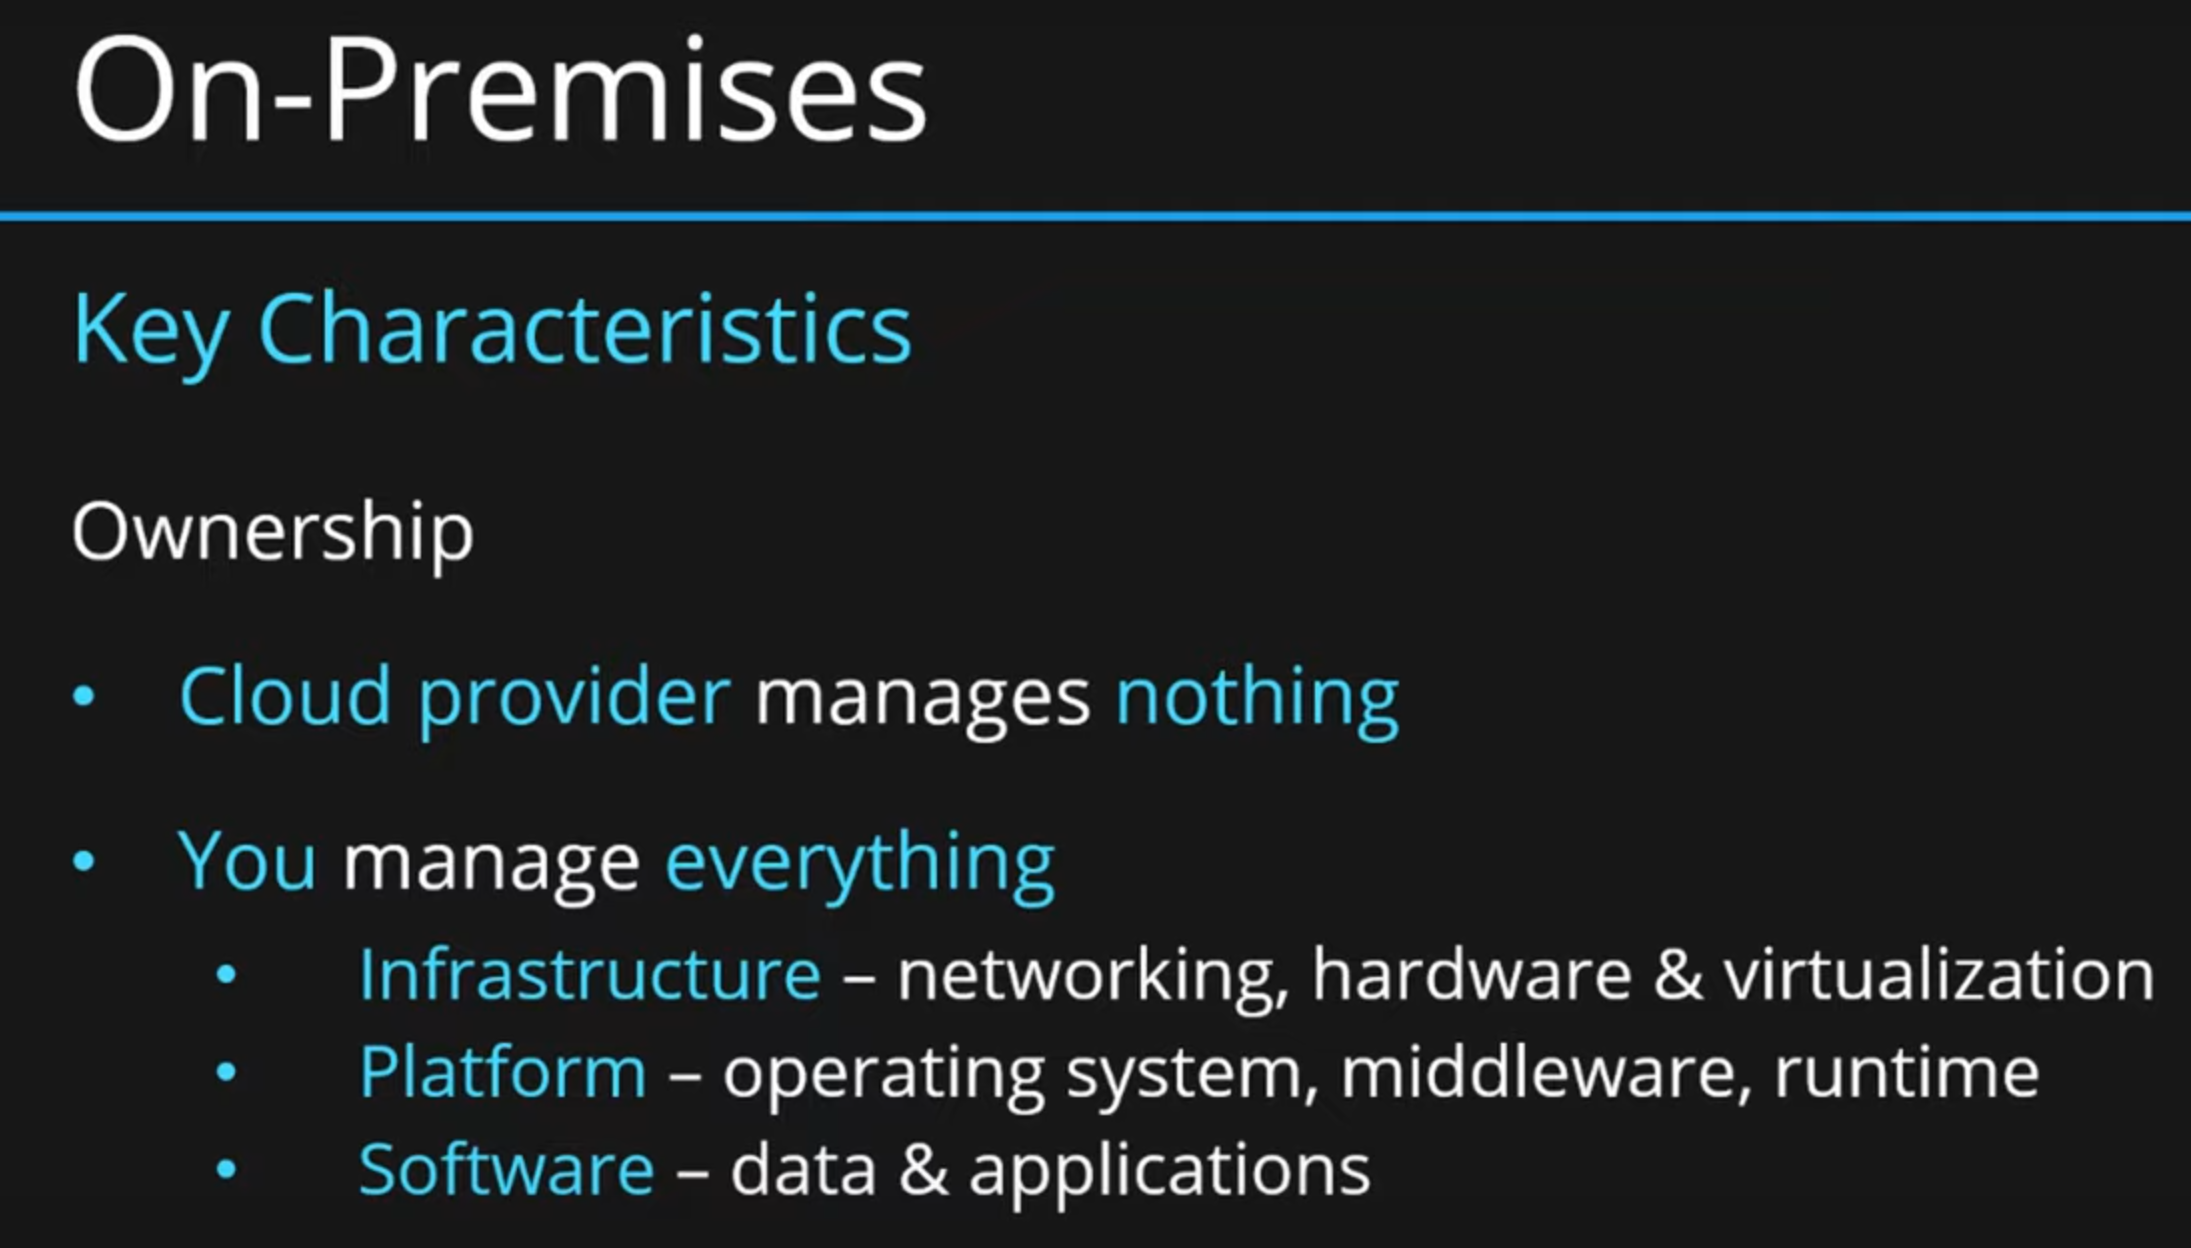 On-Premises
Key Characteristics
Ownership
• Cloud provider manages nothing
• You manage everything
• Infrastructure – networking, hardware & virtualization
• Platform – operating system, middleware, runtime
• Software – data & applications